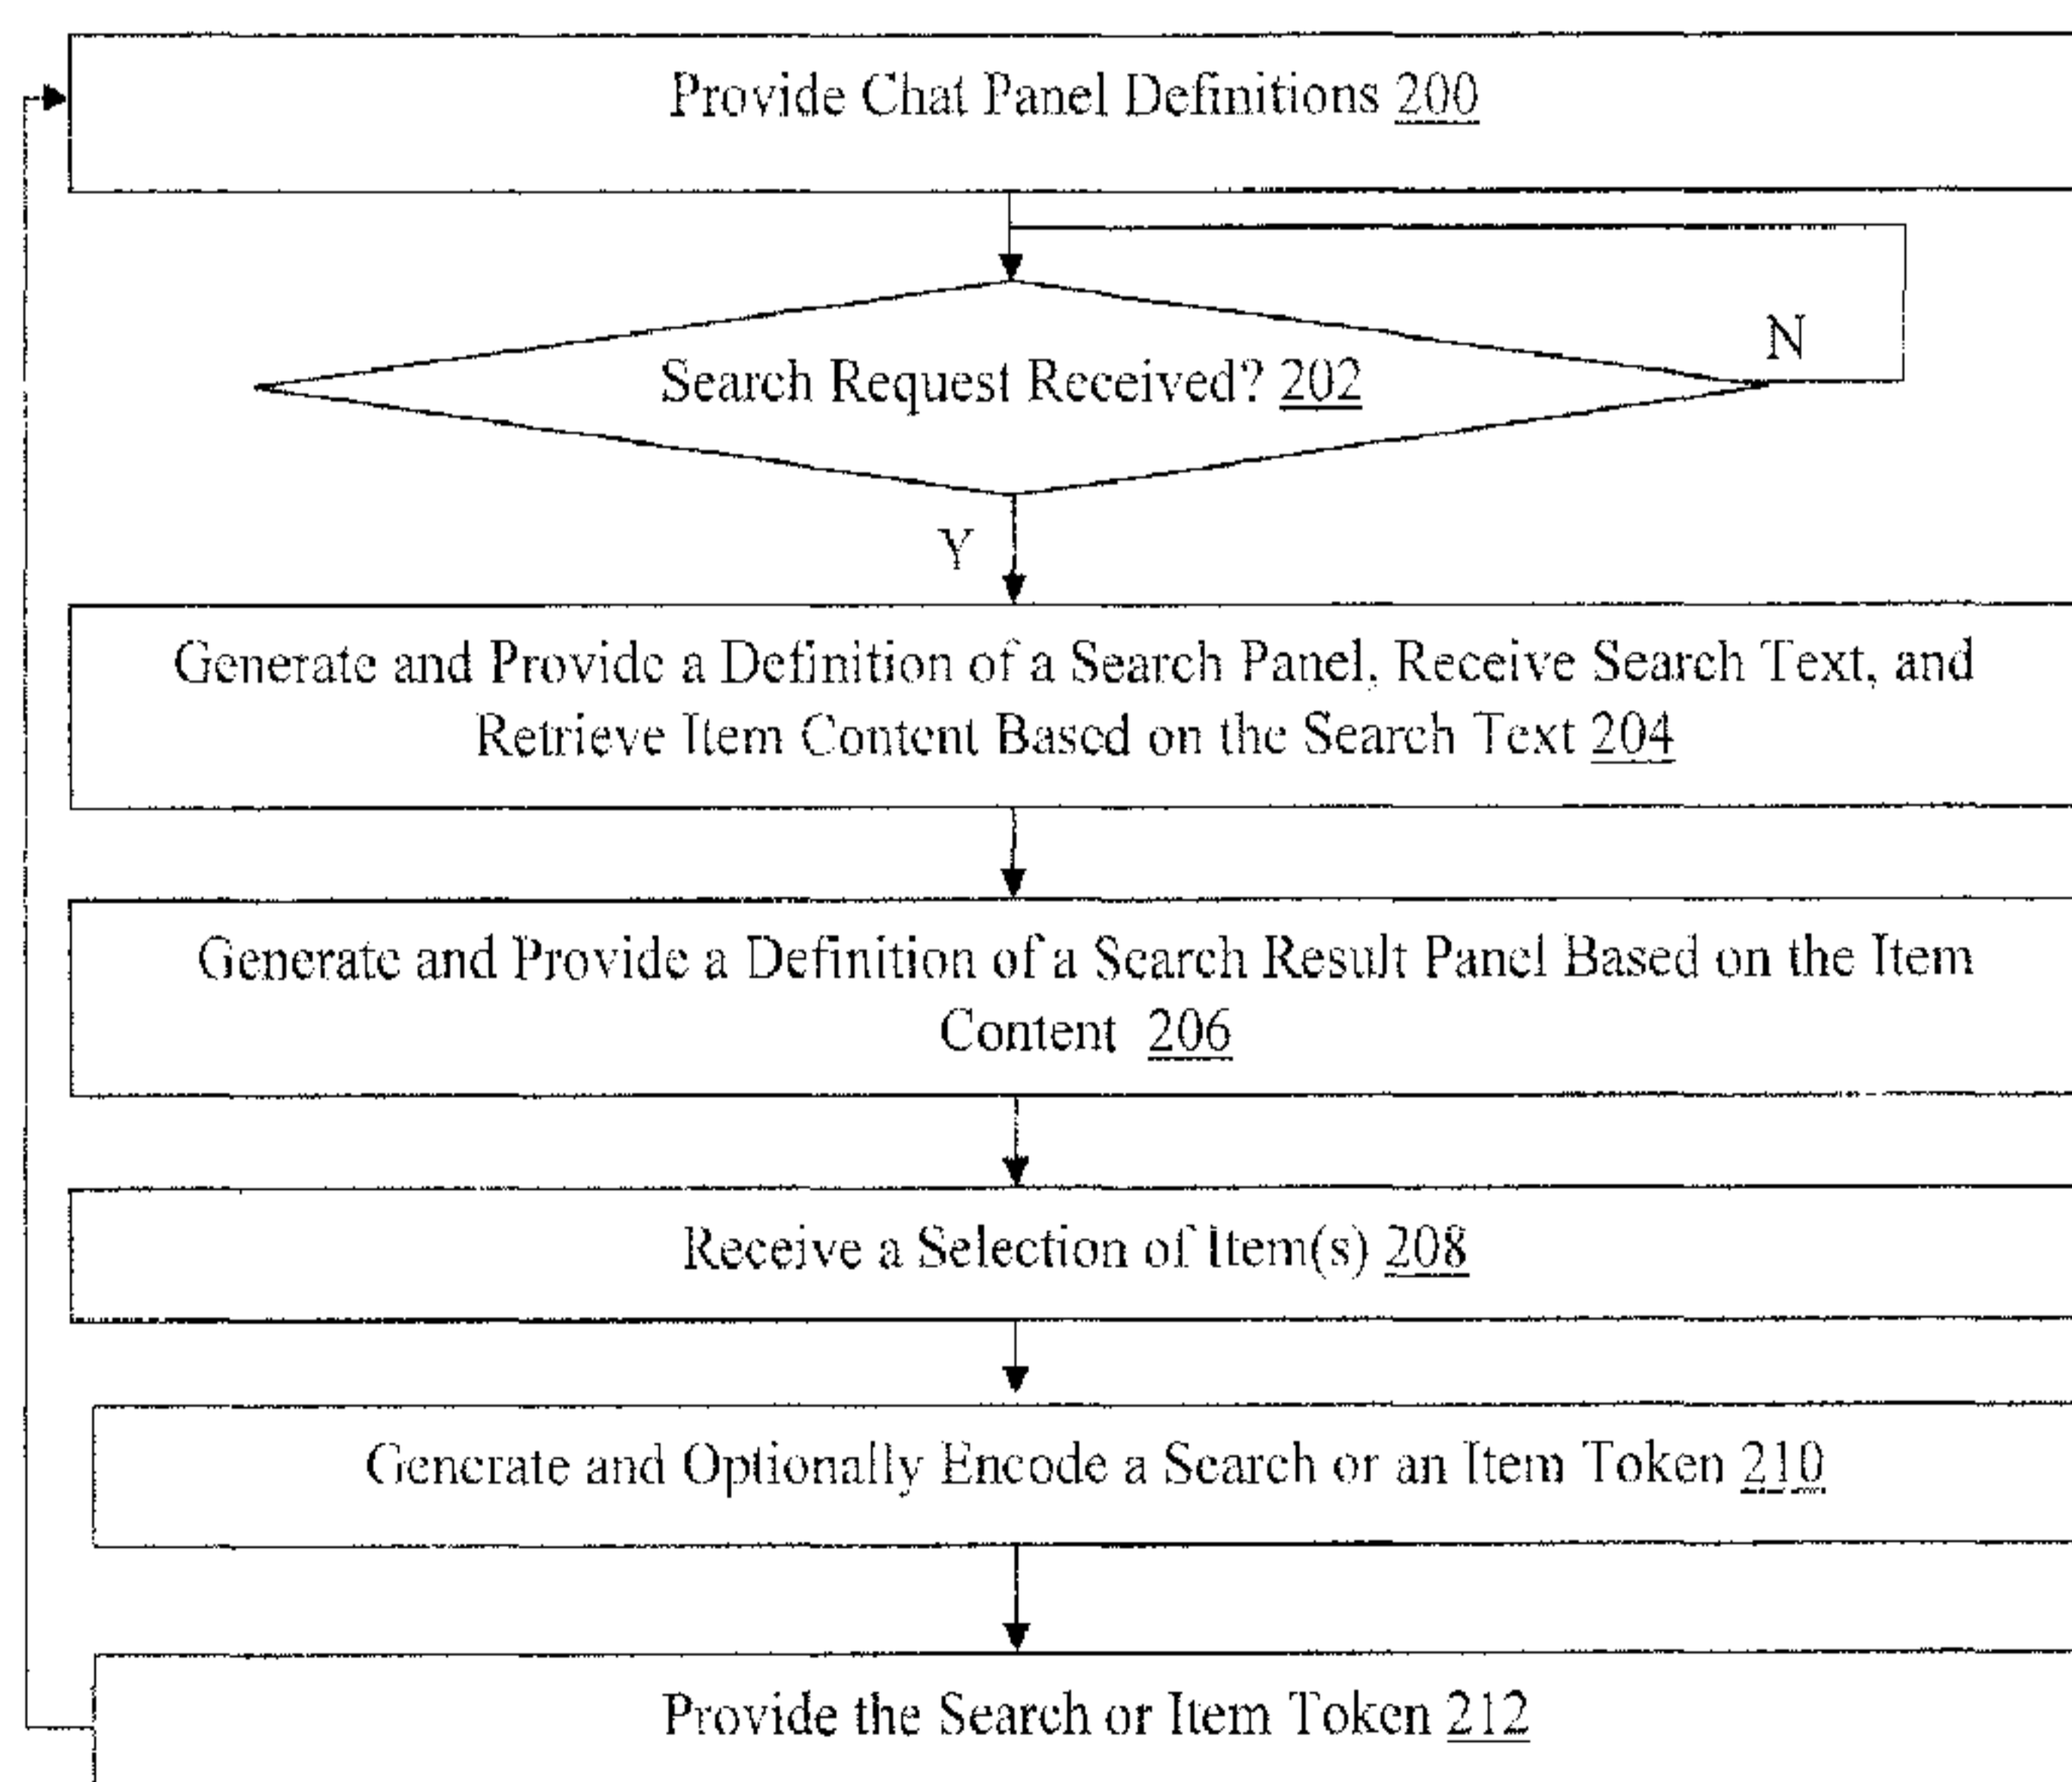 Provide Chat Panel Definitions 200
N
Search Request Received? 202
Y
Generate and Provide a Definition of a Search Panel, Receive Search Text, and
Retrieve Item Content Based on the Search Text 204
Generate and Provide a Definition of a Search Result Panel Based on the Item
Content 206
Receive a Selection of Item(s) 208
Generate and Optionally Encode a Search or an Item Token 210
Provide the Search or Item Token 212